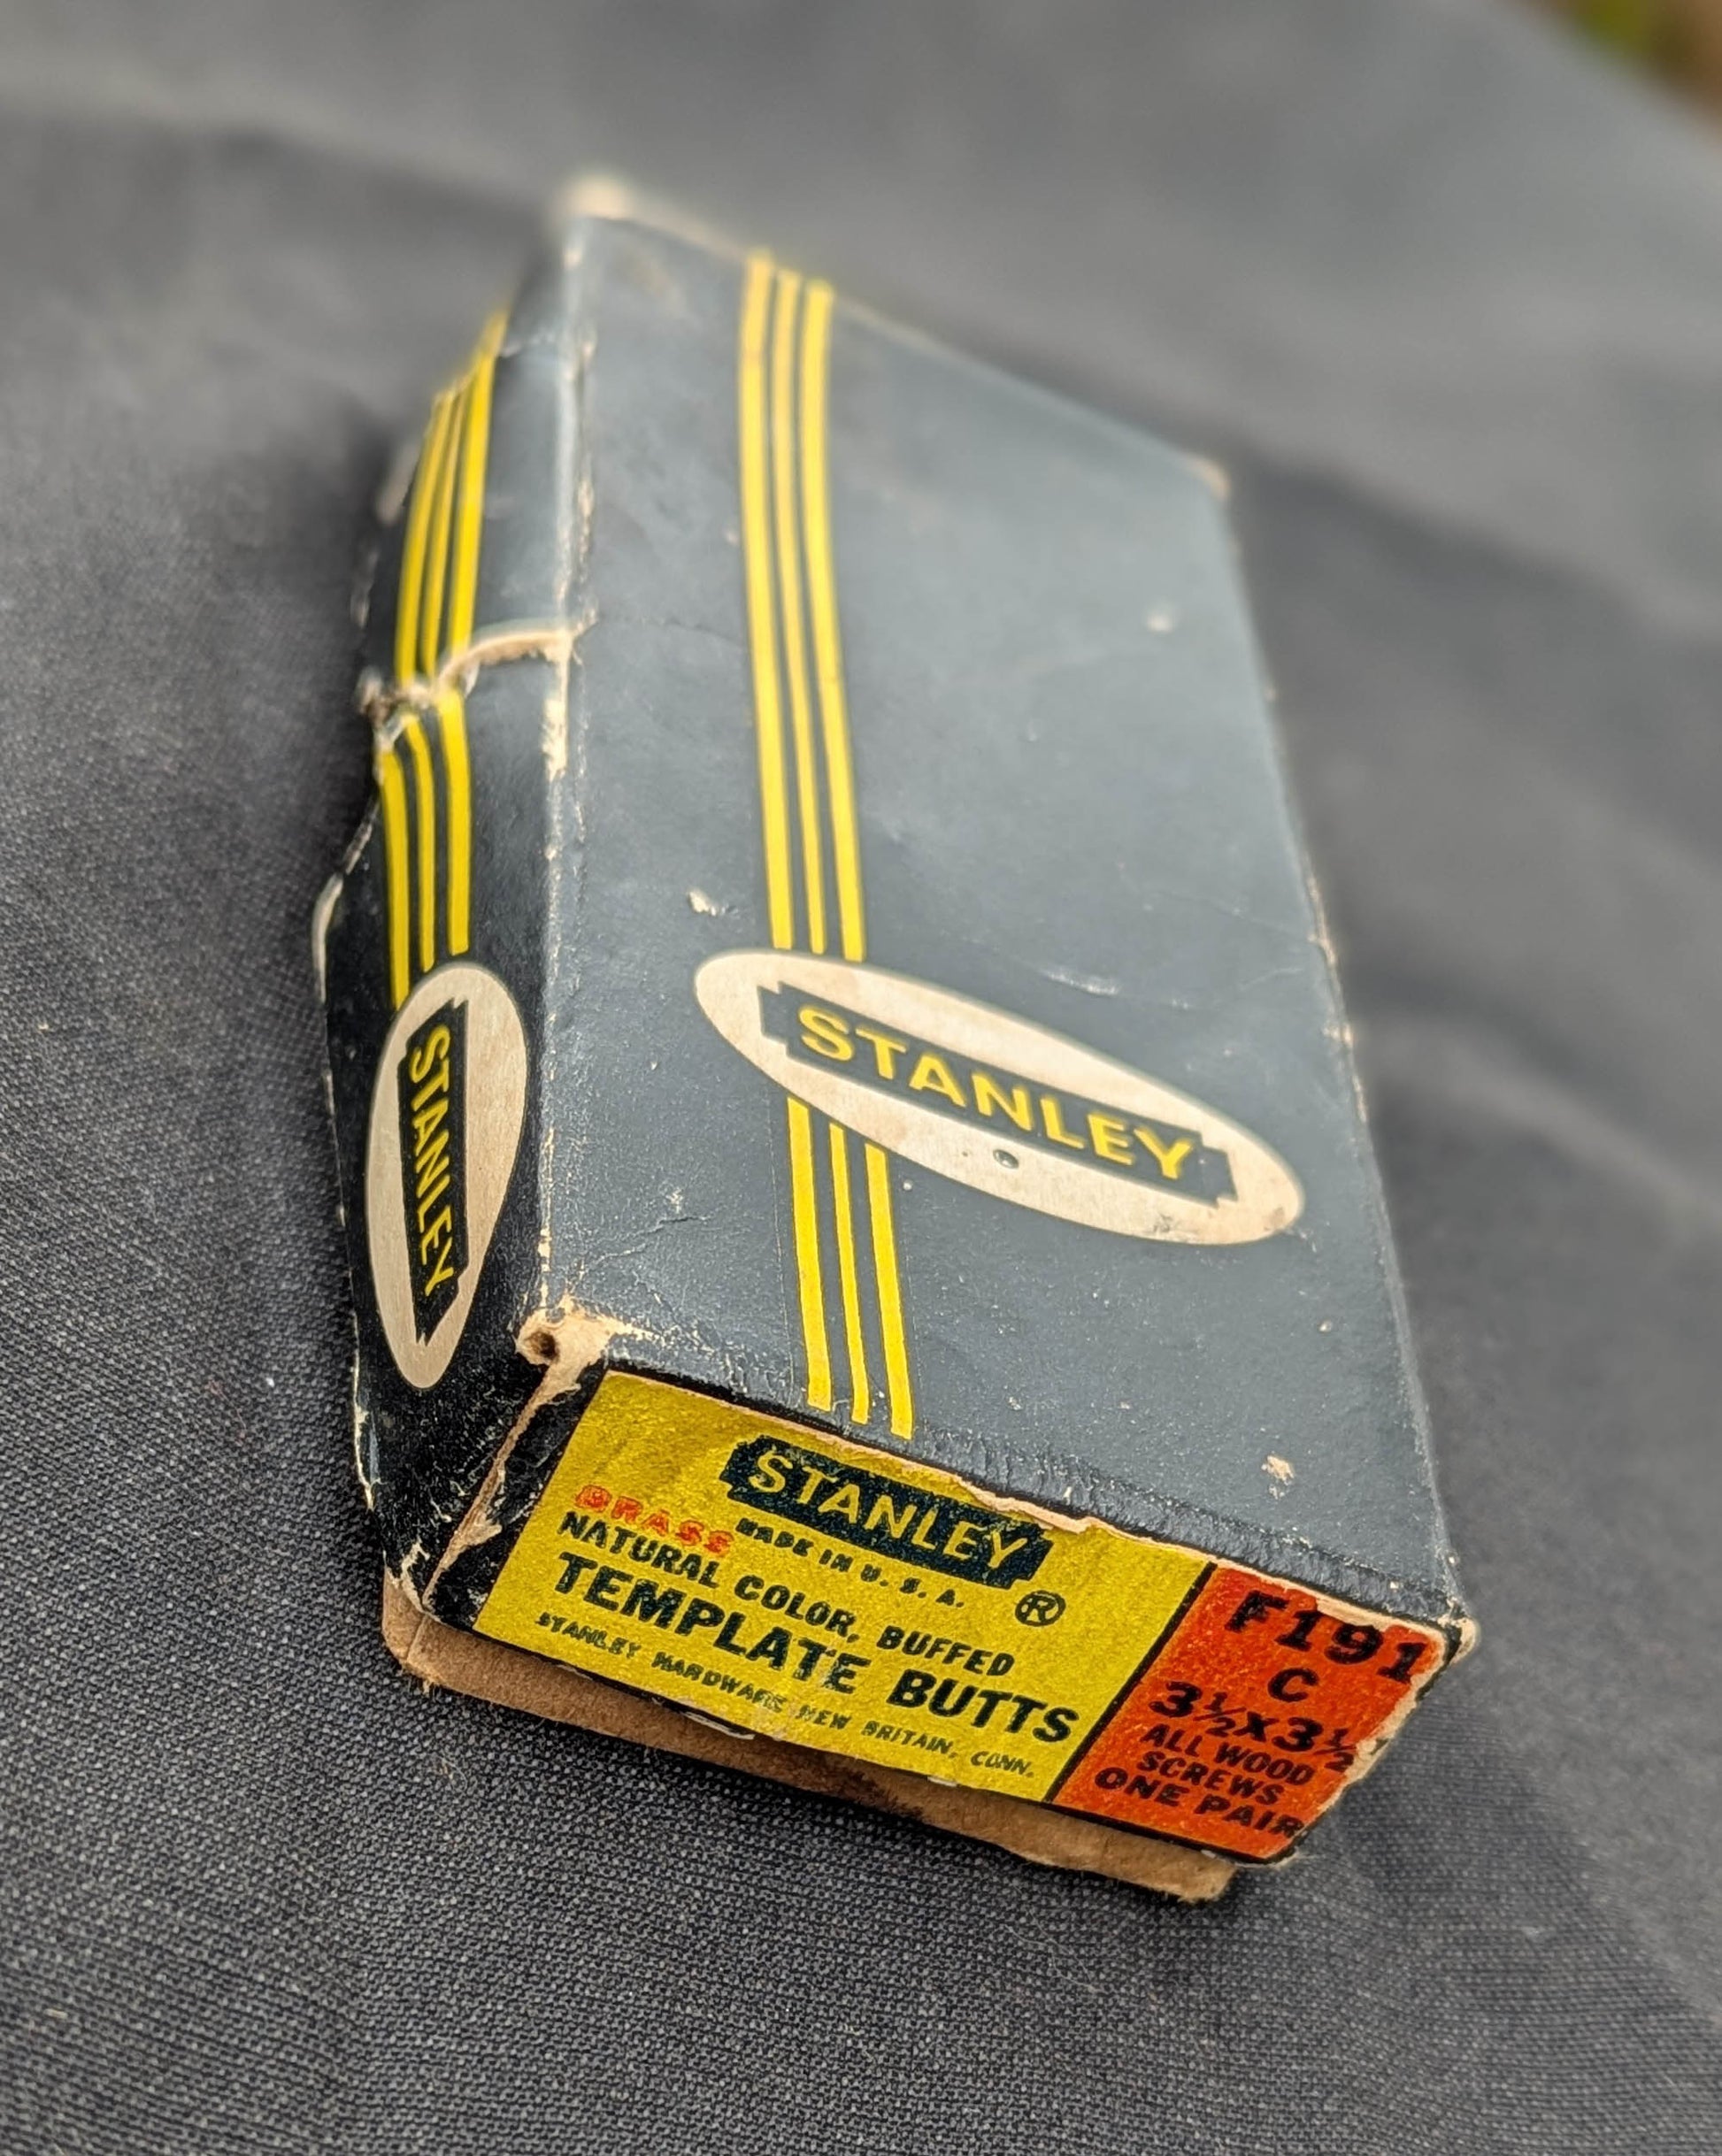 STANLEY
STANLEY
STANLEY
BRASS MADE IN U. S. A. ®
NATURAL COLOR, BUFFED
TEMPLATE BUTTS
STANLEY HARDWARE, NEW BRITAIN, CONN.
F191
C
3½x3½
ALL WOOD
SCREWS
ONE PAIR